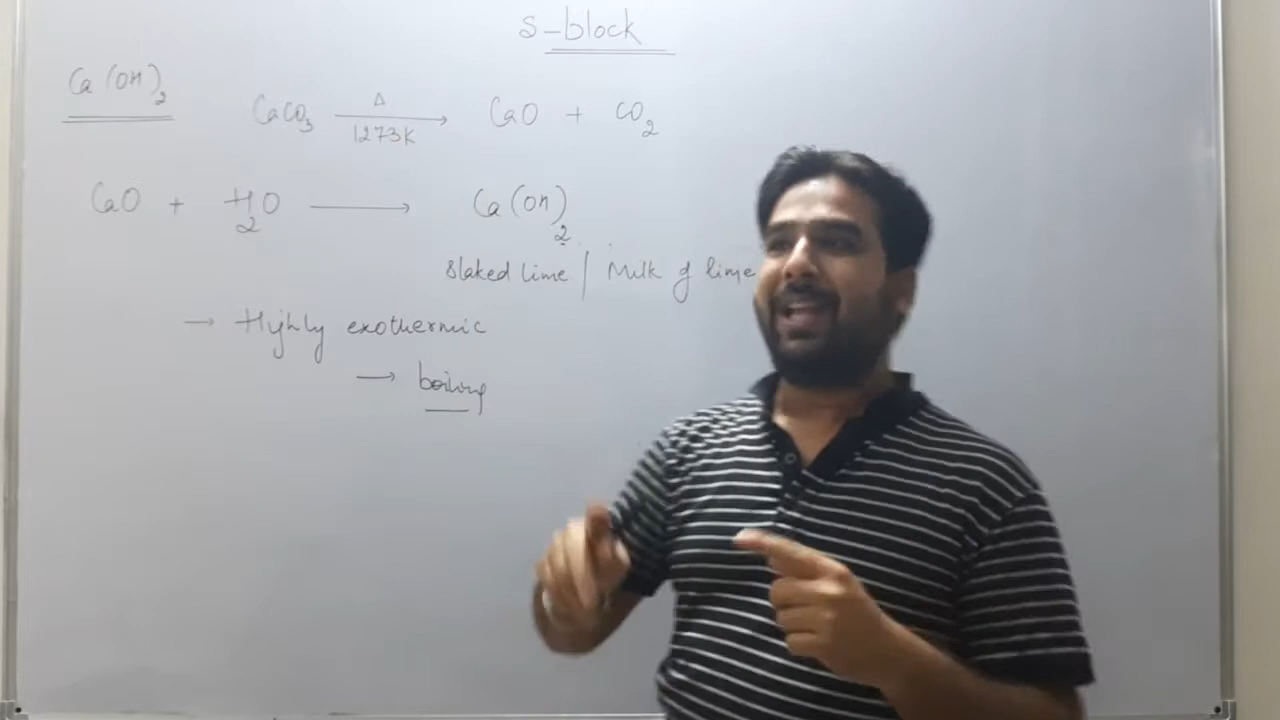 s-block
Ca(OH)₂
CaCO₃ Δ 1273K → CaO + CO₂
CaO + H₂O → Ca(OH)₂
Slaked lime / Milk of lime
→ Highly exothermic
→ boiling